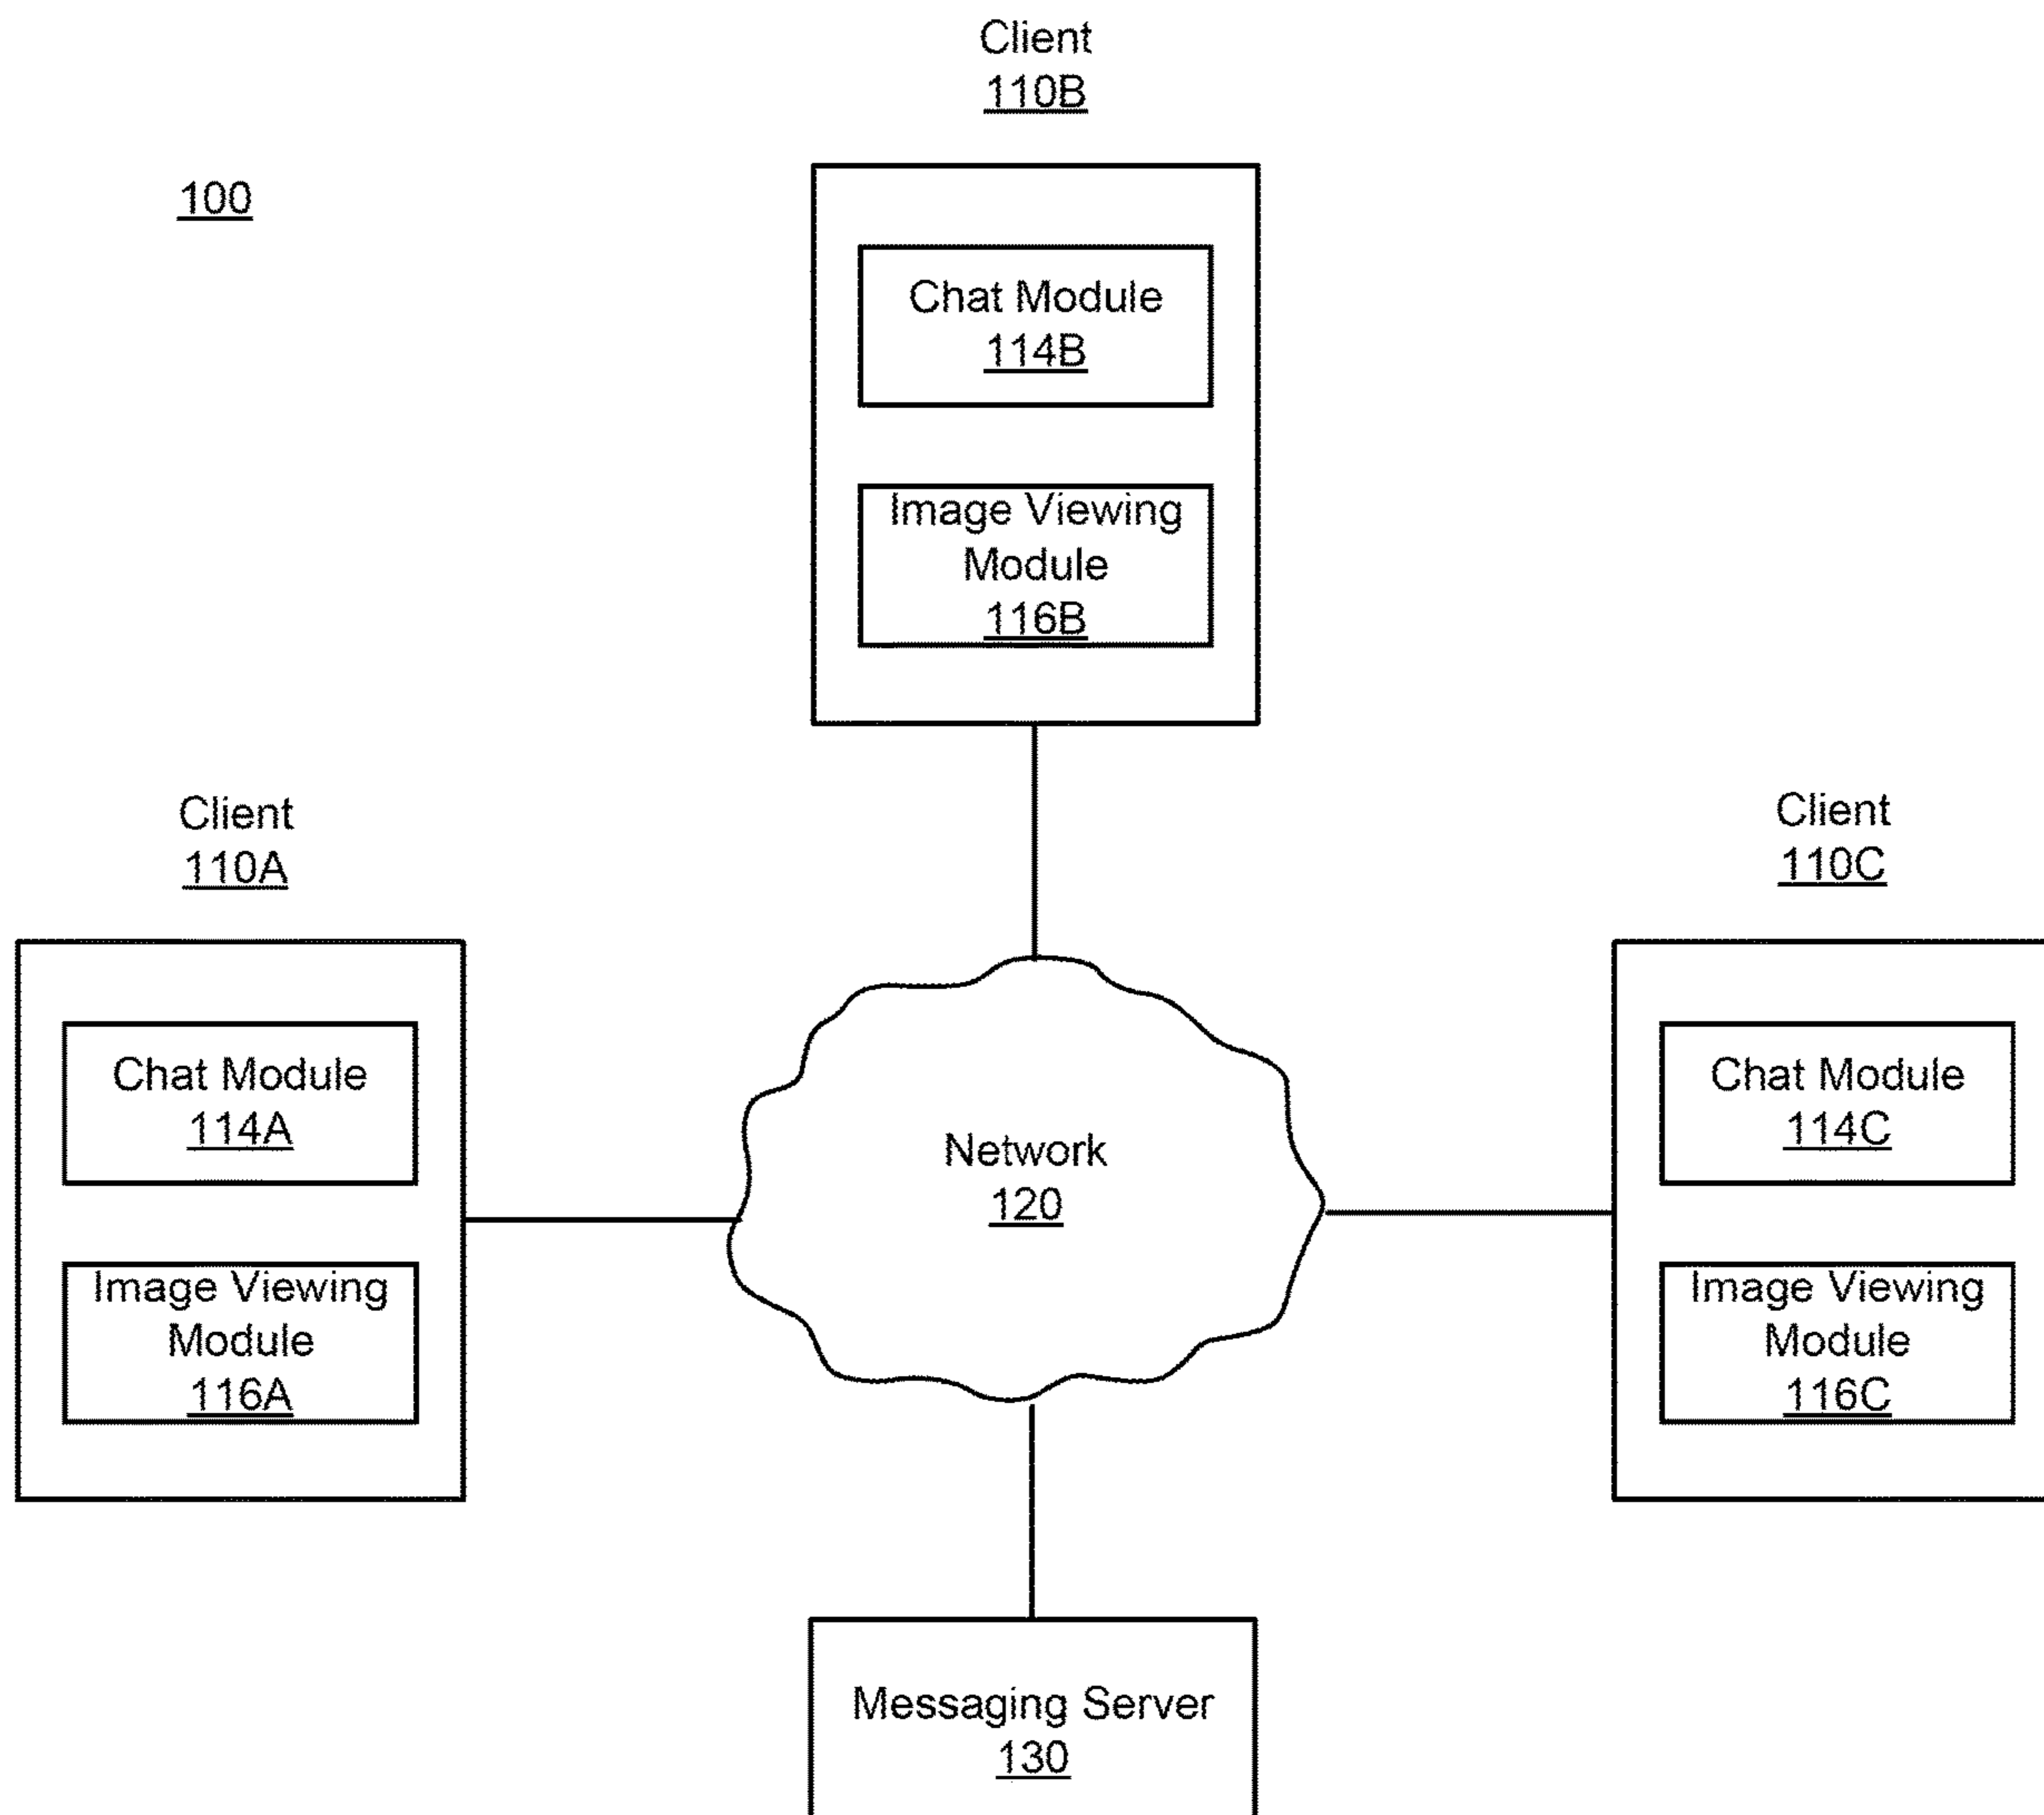 Client
110B
100
Chat Module
114B
Image Viewing
Module
116B
Client
110A
Client
110C
Chat Module
114A
Image Viewing
Module
116A
Network
120
Chat Module
114C
Image Viewing
Module
116C
Messaging Server
130